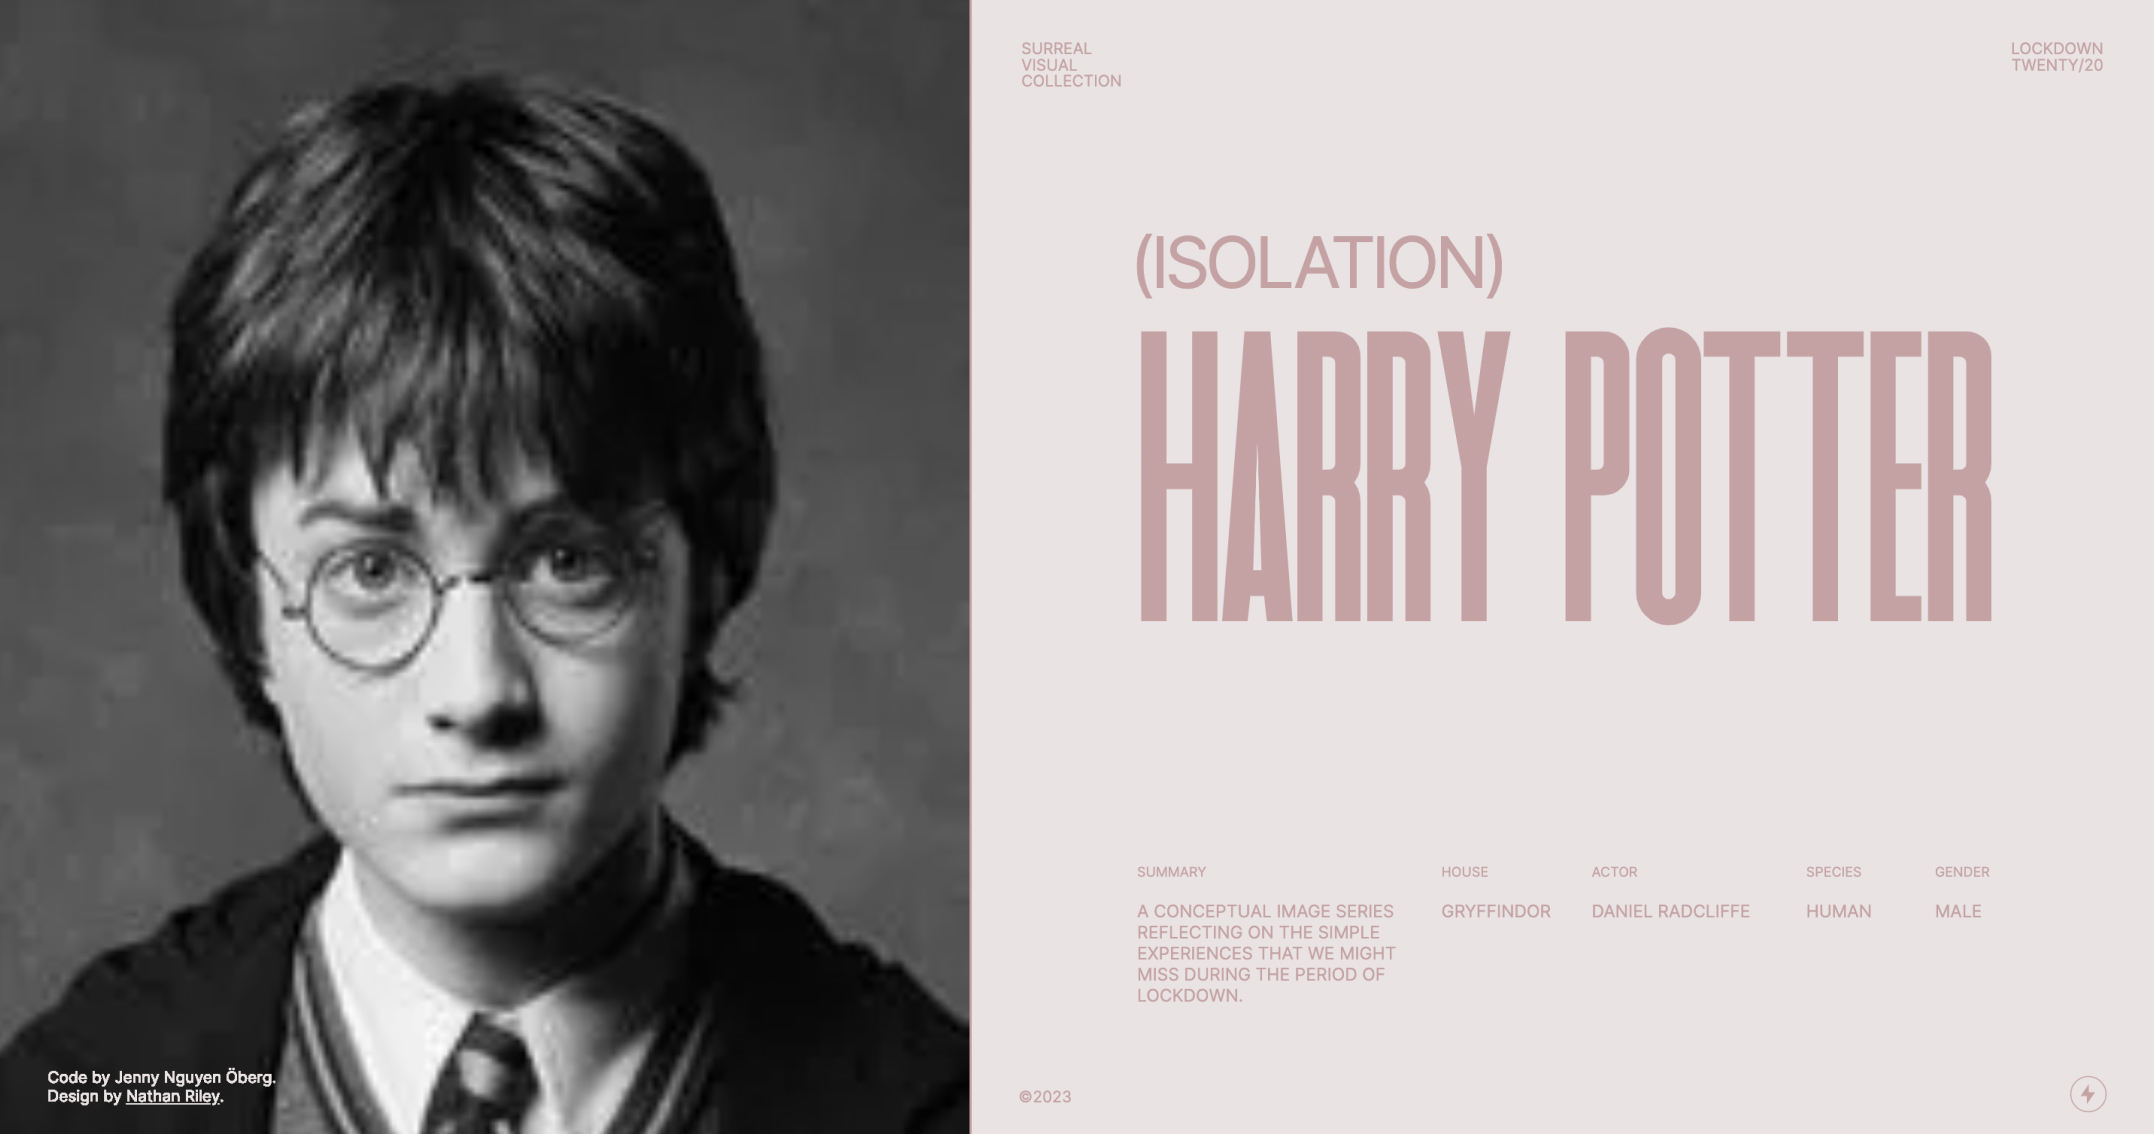 SURREAL
VISUAL
COLLECTION
LOCKDOWN
TWENTY/20
(ISOLATION)
HARRY POTTER
SUMMARY
A CONCEPTUAL IMAGE SERIES
REFLECTING ON THE SIMPLE
EXPERIENCES THAT WE MIGHT
MISS DURING THE PERIOD OF
LOCKDOWN.
HOUSE
GRYFFINDOR
ACTOR
DANIEL RADCLIFFE
SPECIES
HUMAN
GENDER
MALE
Code by Jenny Nguyen Öberg.
Design by Nathan Riley.
©2023